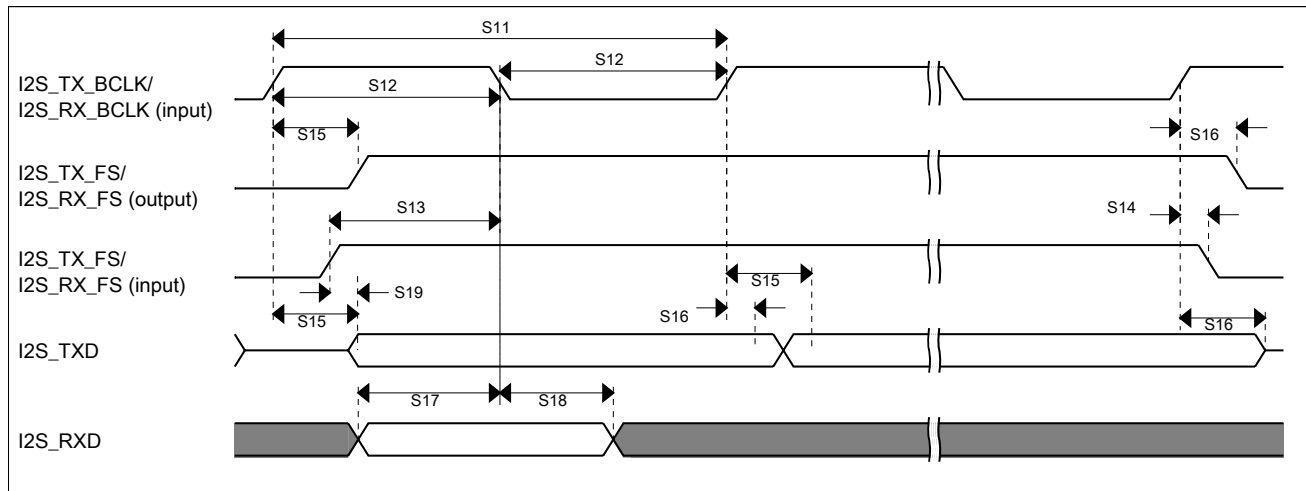 S11
S12
I2S_TX_BCLK/
I2S_RX_BCLK (input)
S12
S15
S16
I2S_TX_FS/
I2S_RX_FS (output)
S13
S14
I2S_TX_FS/
I2S_RX_FS (input)
S15
S19
S15
S16
S16
I2S_TXD
S17
S18
I2S_RXD